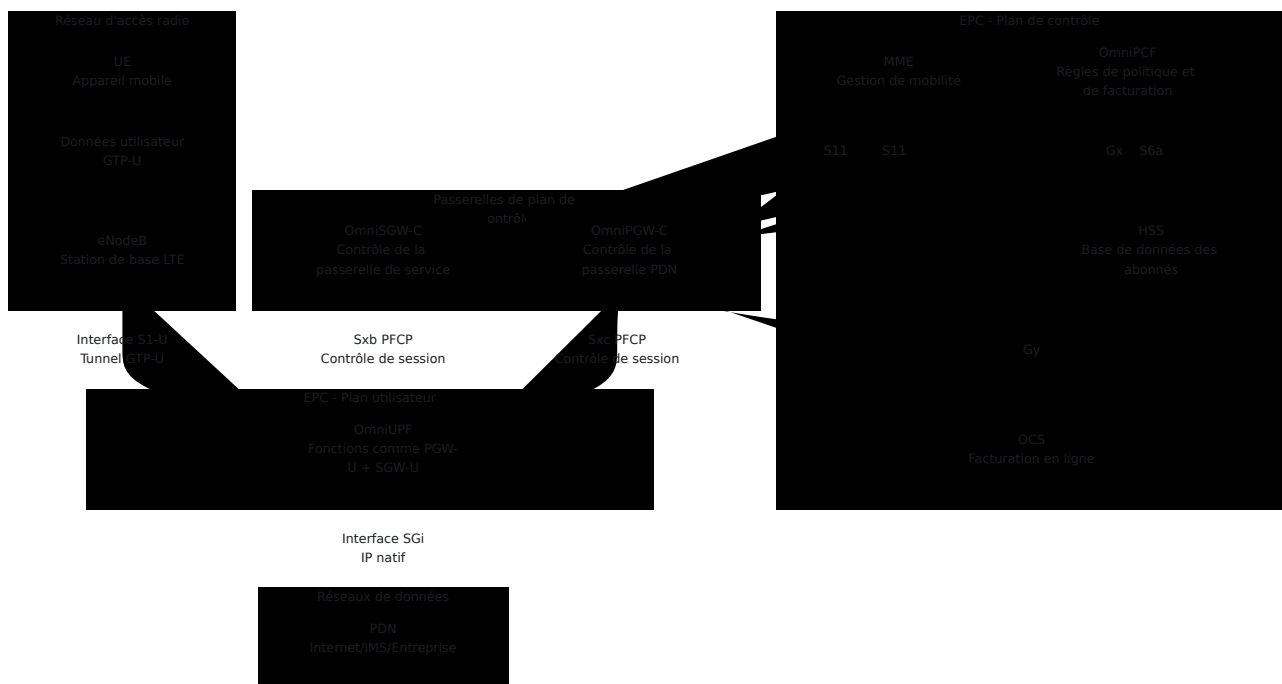 Réseau d'accès radio
UE
Appareil mobile
Données utilisateur
GTP-U
eNodeB
Station de base LTE
EPC - Plan de contrôle
MME
Gestion de mobilité
OmniPCF
Règles de politique et
de facturation
S11
S11
Gx
S6a
HSS
Base de données des
abonnés
Gy
OCS
Facturation en ligne
Passerelles de plan de
ontrôl
OmniSGW-C
Contrôle de la
passerelle de service
OmniPGW-C
Contrôle de la
passerelle PDN
Interface S1-U
Tunnel GTP-U
Sxb PFCP
Contrôle de session
Sxc PFCP
Contrôle de session
EPC - Plan utilisateur
OmniUPF
Fonctions comme PGW-
U + SGW-U
Interface SGi
IP natif
Réseaux de données
PDN
Internet/IMS/Entreprise